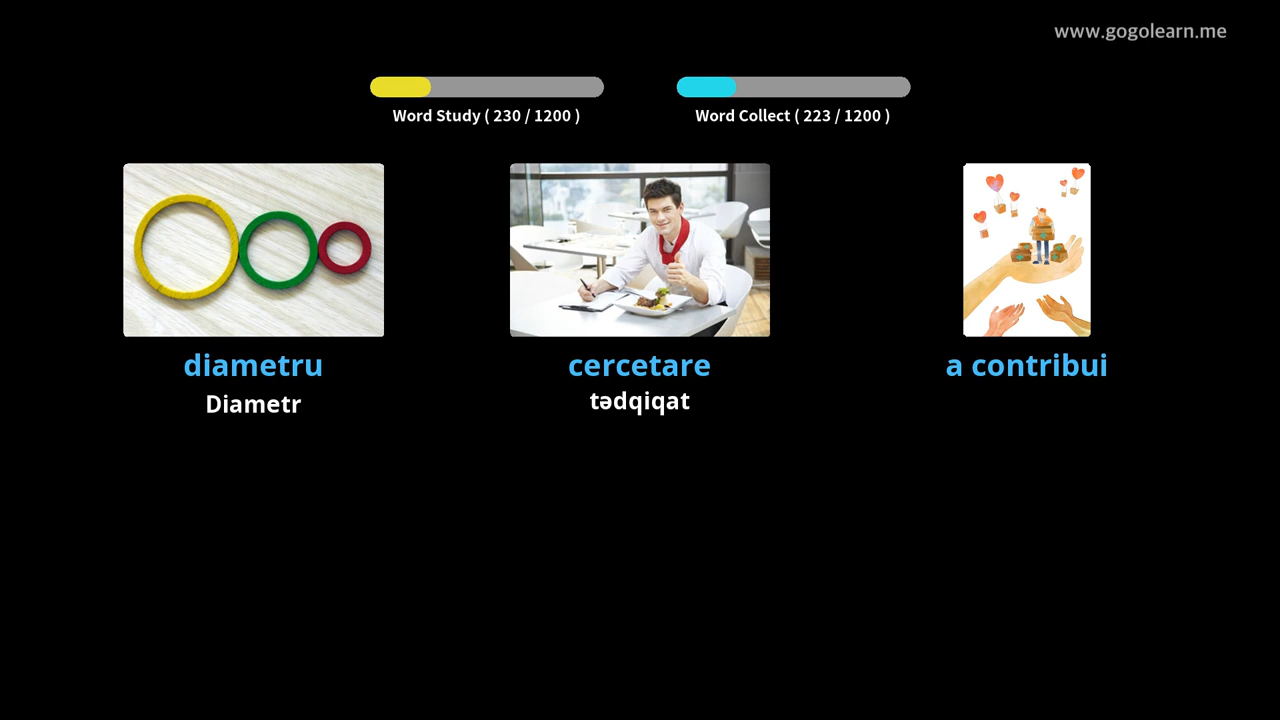 www.gogolearn.me
Word Study ( 230 / 1200 )
Word Collect ( 223 / 1200 )
diametru
cercetare
a contribui
Diametr
tədqiqat